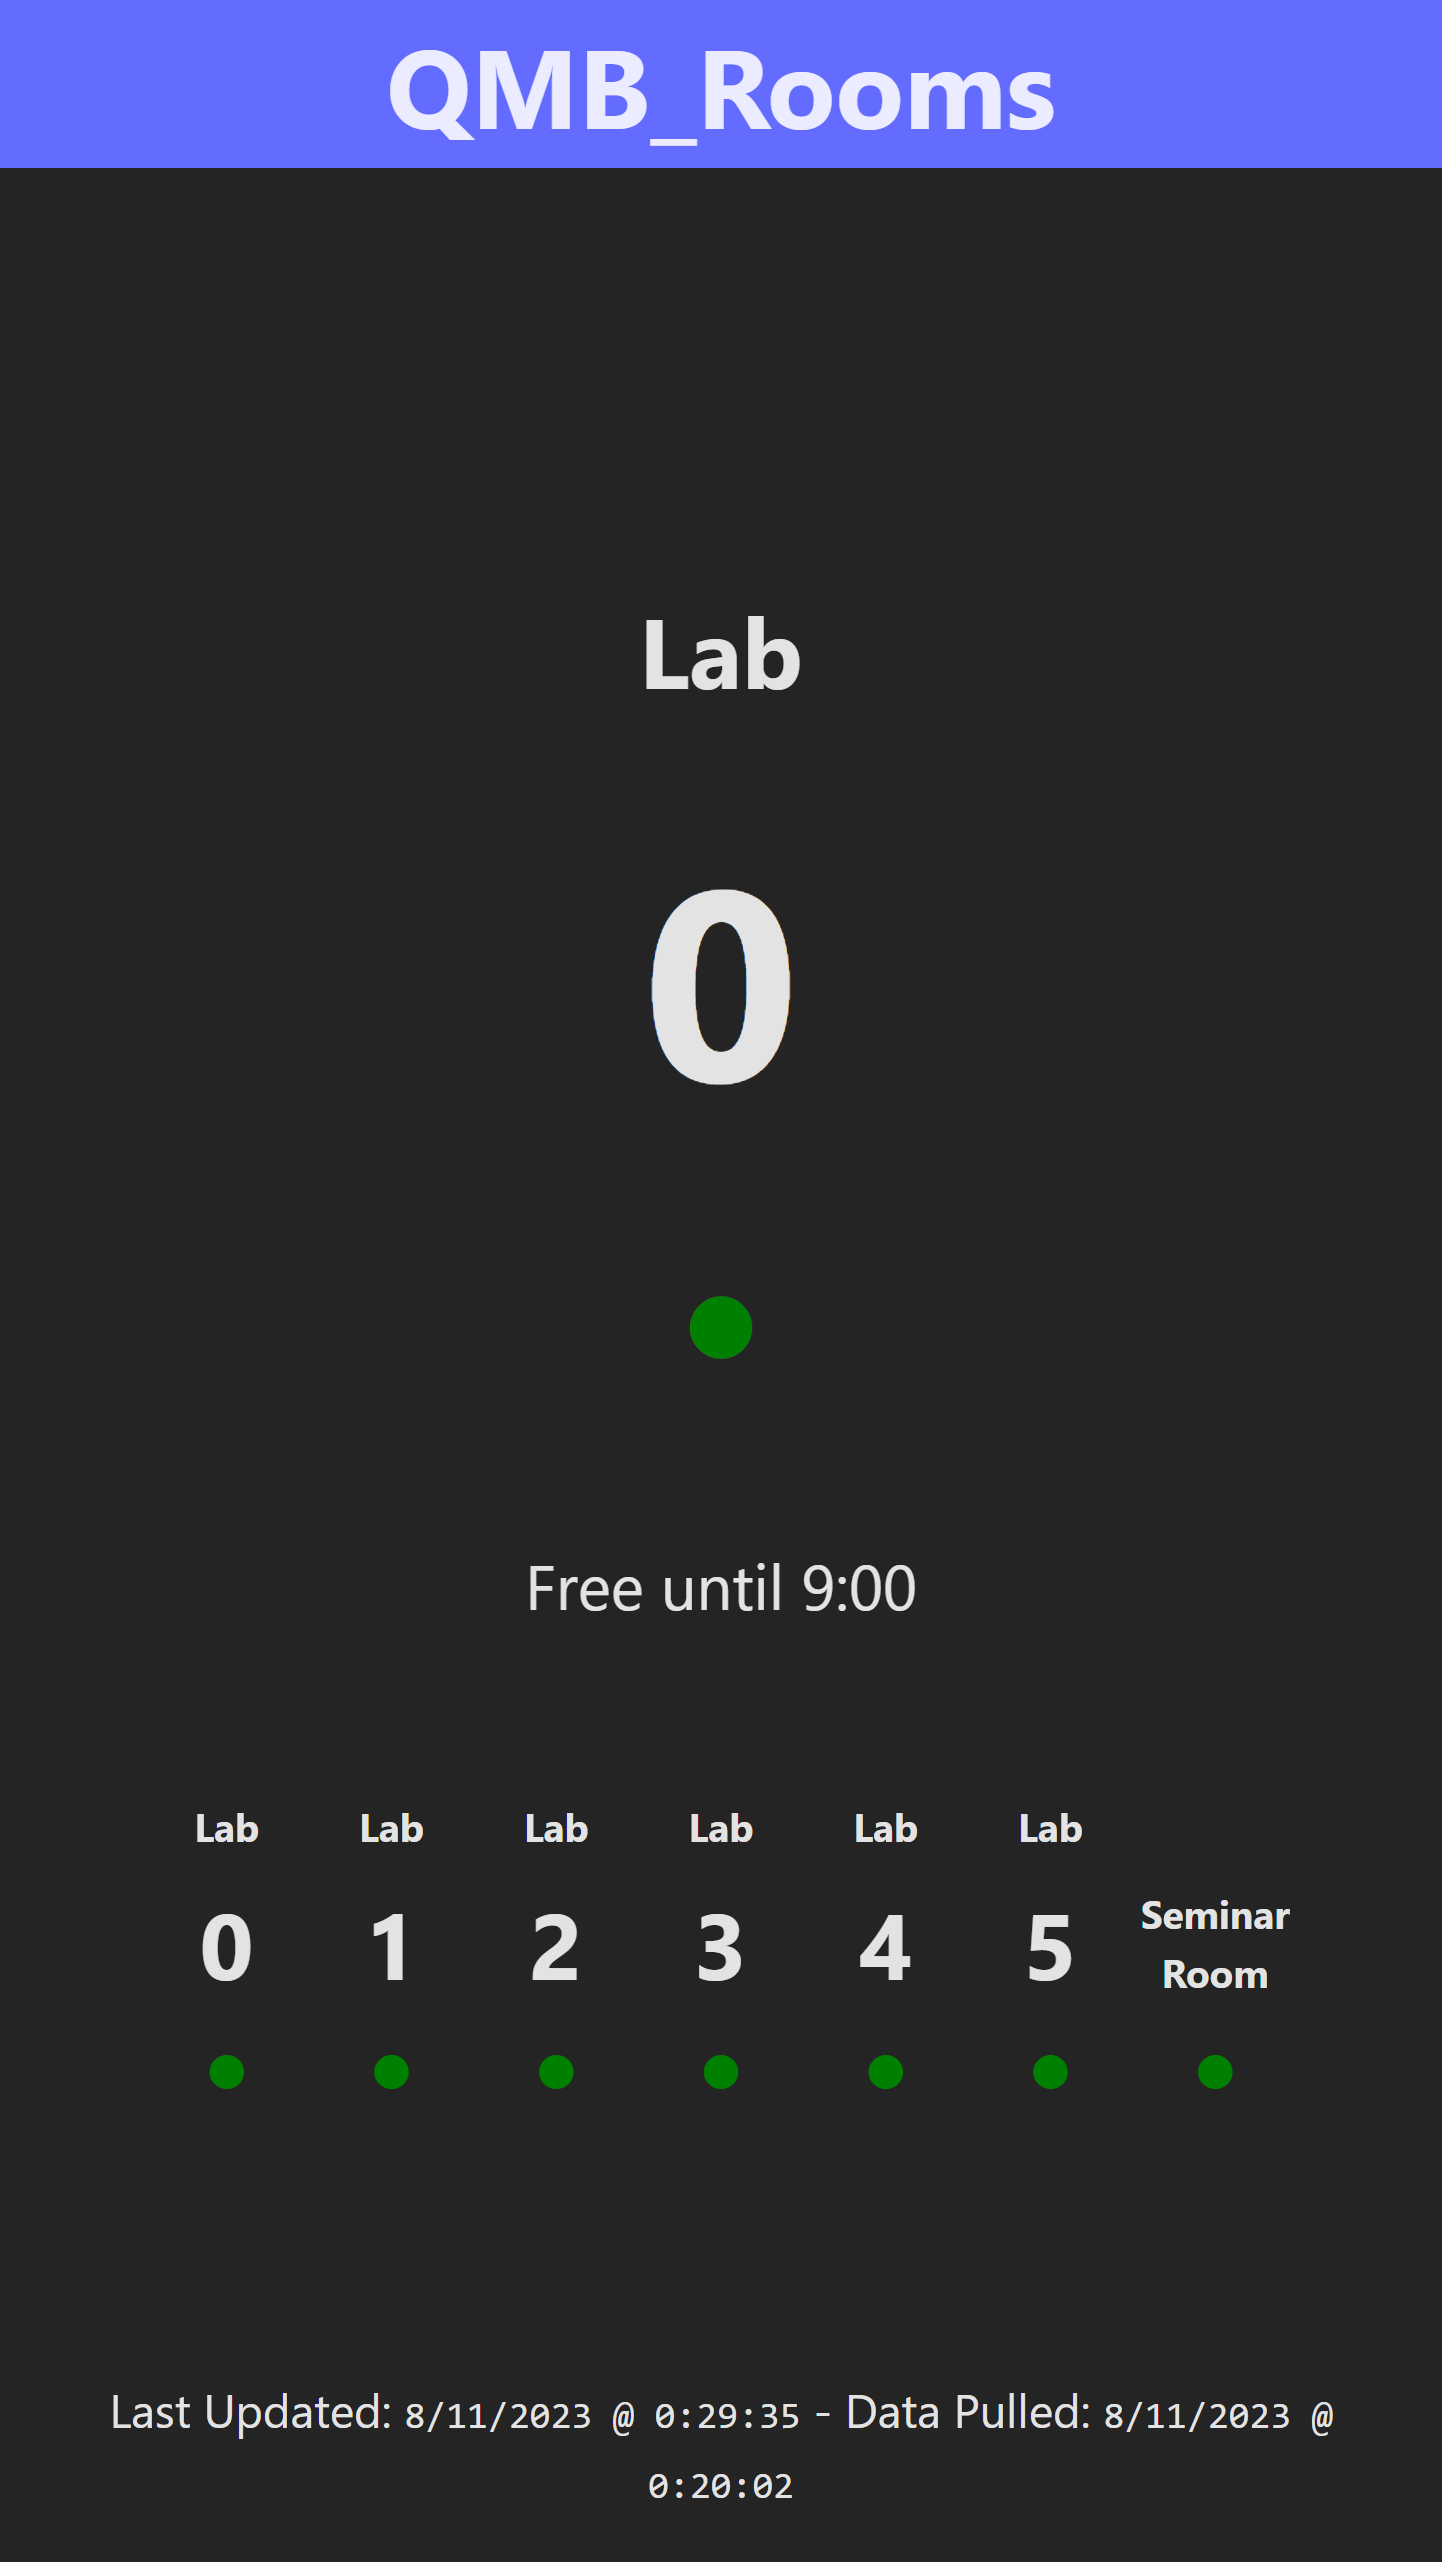 QMB_Rooms
Lab
0
Free until 9:00
Lab Lab Lab Lab Lab Lab
0 1 2 3 4 5
Seminar
Room
Last Updated: 8/11/2023 @ 0:29:35 - Data Pulled: 8/11/2023 @
0:20:02